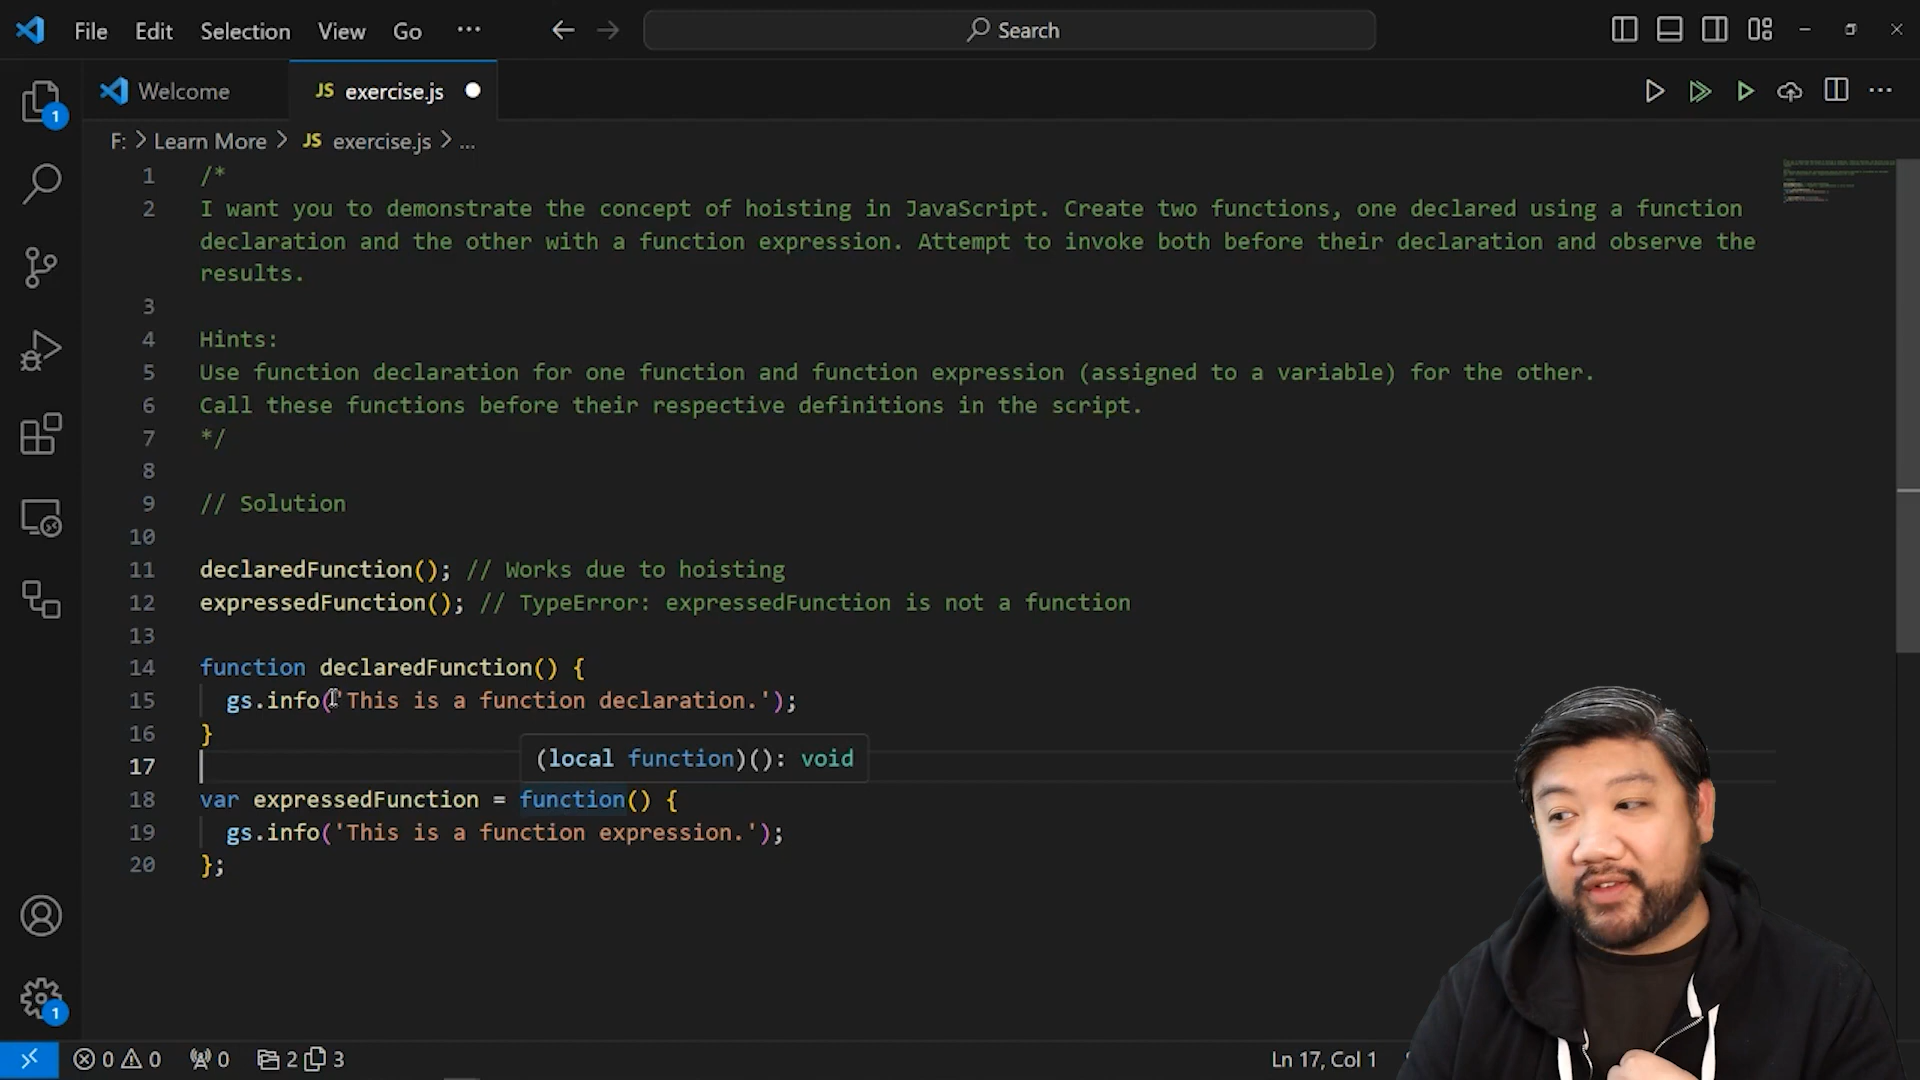 File Edit Selection View Go ··· Search
Welcome JS exercise.js
F: > Learn More > JS exercise.js > ...
1 /*
2 I want you to demonstrate the concept of hoisting in JavaScript. Create two functions, one declared using a function
declaration and the other with a function expression. Attempt to invoke both before their declaration and observe the
results.
3
4 Hints:
5 Use function declaration for one function and function expression (assigned to a variable) for the other.
6 Call these functions before their respective definitions in the script.
7 */
8
9 // Solution
10
11 declaredFunction(); // Works due to hoisting
12 expressedFunction(); // TypeError: expressedFunction is not a function
13
14 function declaredFunction() {
15 gs.info('This is a function declaration.');
16 }
(local function)(): void
17
18 var expressedFunction = function() {
19 gs.info('This is a function expression.');
20 };
1
1
0 0 0 2 3 Ln 17, Col 1